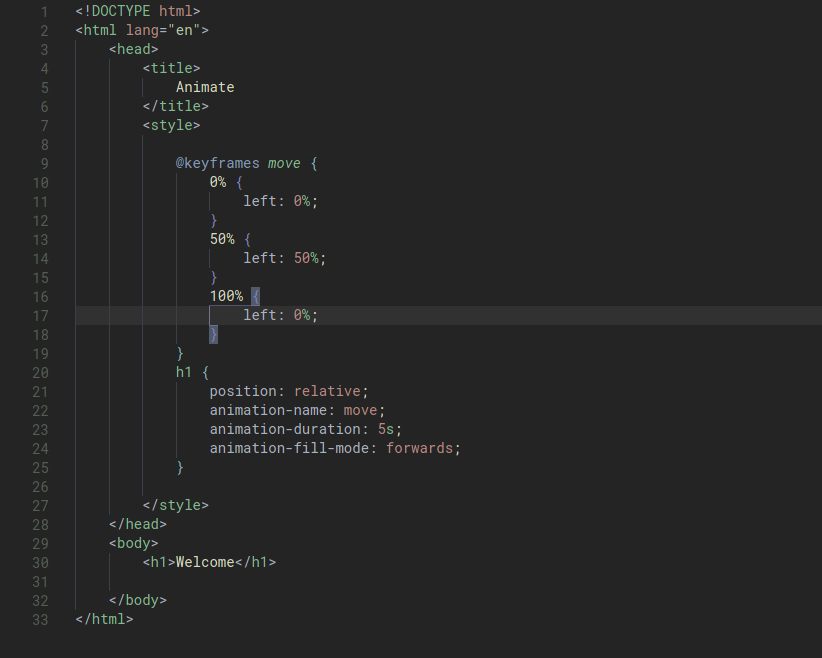 1 <!DOCTYPE html>
2 <html lang="en">
3     <head>
4         <title>
5             Animate
6         </title>
7         <style>
8
9             @keyframes move {
10                 0% {
11                     left: 0%;
12                 }
13                 50% {
14                     left: 50%;
15                 }
16                 100% {
17                     left: 0%;
18                 }
19             }
20             h1 {
21                 position: relative;
22                 animation-name: move;
23                 animation-duration: 5s;
24                 animation-fill-mode: forwards;
25             }
26
27         </style>
28     </head>
29     <body>
30         <h1>Welcome</h1>
31
32     </body>
33 </html>